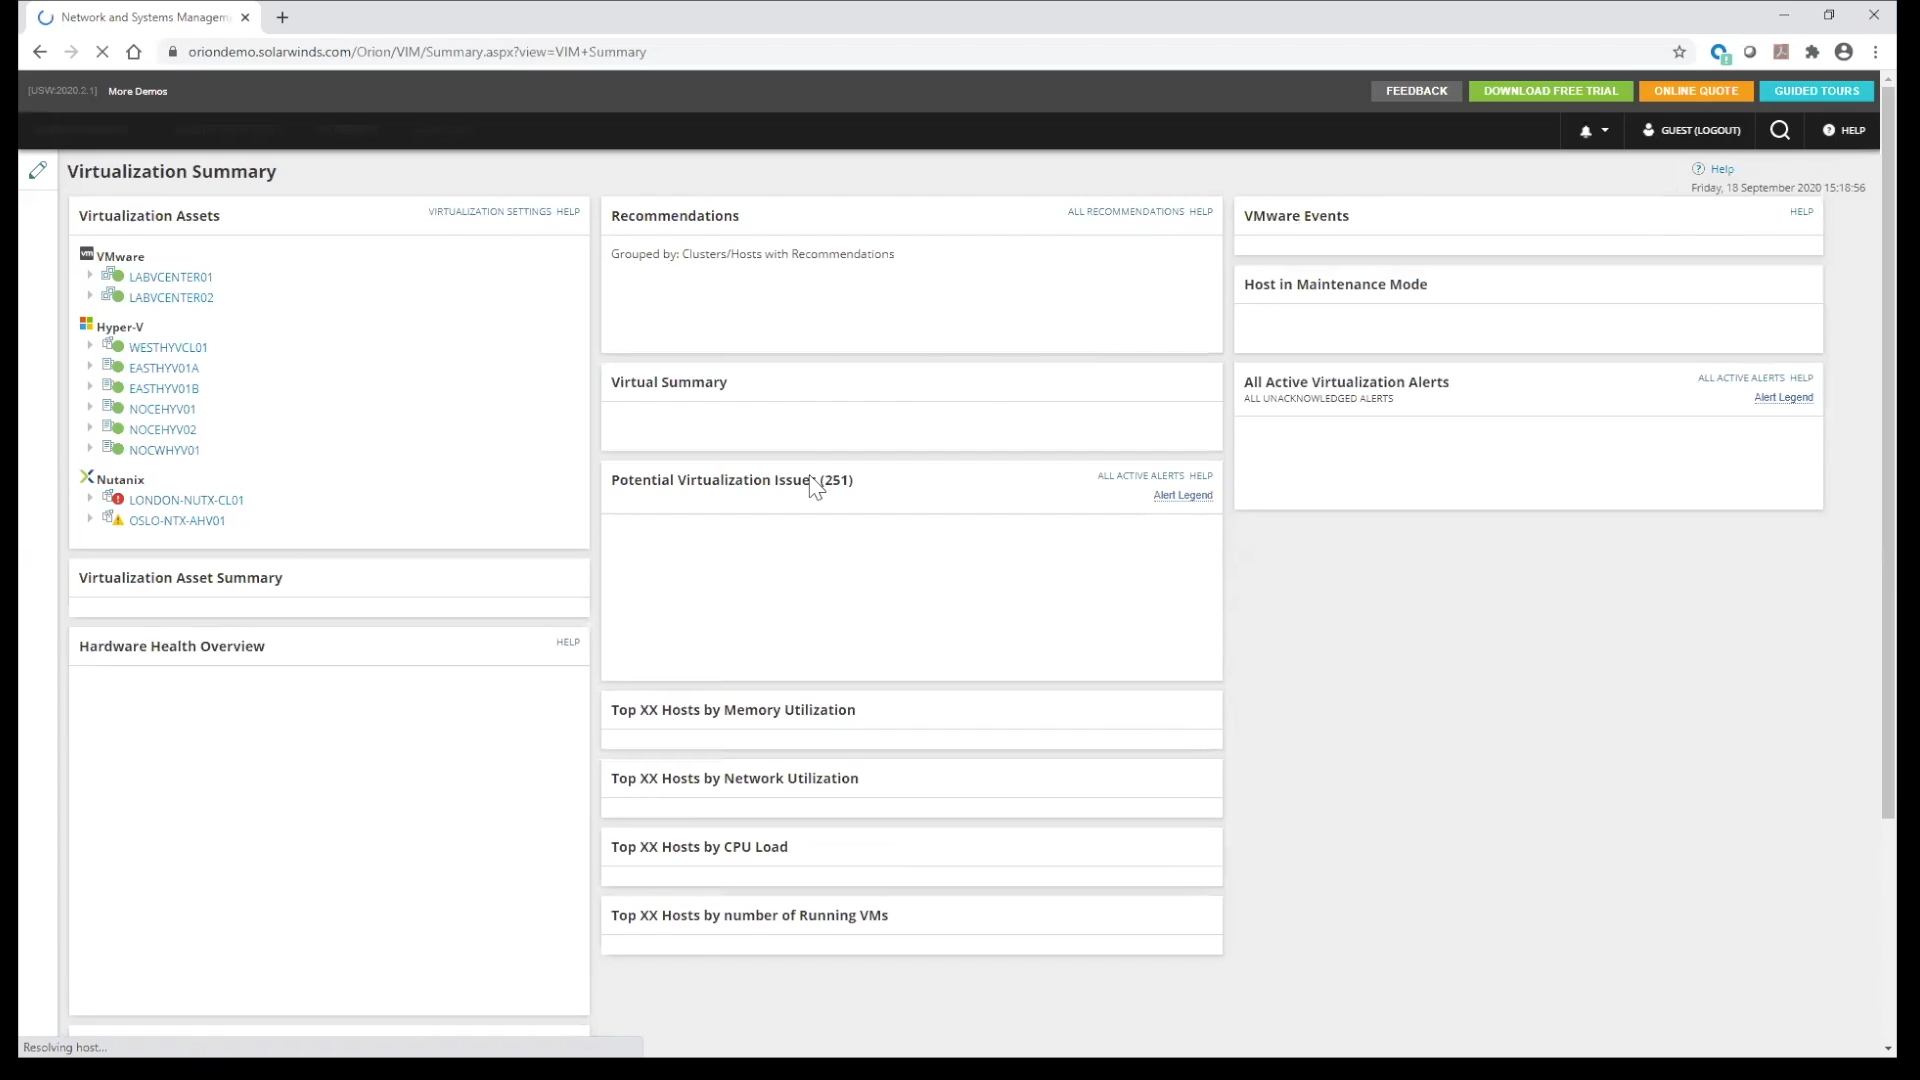 Network and Systems Managem
oriondemo.solarwinds.com/Orion/VIM/Summary.aspx?view=VIM+Summary
[USW:2020.2.1] More Demos
FEEDBACK DOWNLOAD FREE TRIAL ONLINE QUOTE GUIDED TOURS
GUEST (LOGOUT) HELP
Virtualization Summary
Help
Friday, 18 September 2020 15:18:56
Virtualization Assets
VIRTUALIZATION SETTINGS HELP
vm VMware
LABVCENTER01
LABVCENTER02
Hyper-V
WESTHYVCL01
EASTHYV01A
EASTHYV01B
NOCEHYV01
NOCEHYV02
NOCWHYV01
Nutanix
LONDON-NUTX-CL01
OSLO-NTX-AHV01
Virtualization Asset Summary
Hardware Health Overview
HELP
Recommendations
ALL RECOMMENDATIONS HELP
Grouped by: Clusters/Hosts with Recommendations
Virtual Summary
Potential Virtualization Issues (251)
ALL ACTIVE ALERTS HELP
Alert Legend
Top XX Hosts by Memory Utilization
Top XX Hosts by Network Utilization
Top XX Hosts by CPU Load
Top XX Hosts by number of Running VMs
VMware Events
HELP
Host in Maintenance Mode
All Active Virtualization Alerts
ALL ACTIVE ALERTS HELP
ALL UNACKNOWLEDGED ALERTS
Alert Legend
Resolving host...